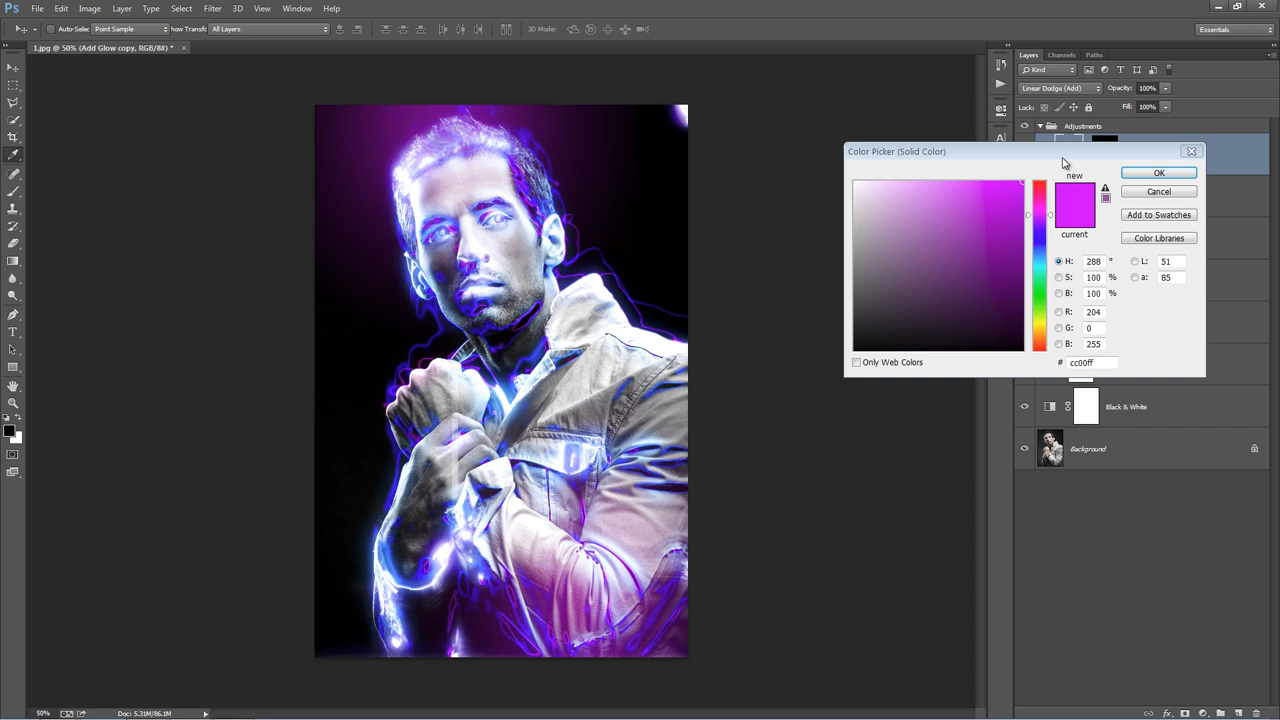 Ps File Edit Image Layer Type Select Filter 3D View Window Help
Auto-Selec Point Sample how Transfo All Layers 3D Mode: Essentials
1.jpg @ 50% (Add Glow copy, RGB/8#) * ×
Layers Channels Paths
Kind
Linear Dodge (Add) Opacity: 100%
Lock: Fill: 100%
Adjustments
Color Picker (Solid Color)
new
OK
Cancel
current
Add to Swatches
Color Libraries
H: 288 ° L: 51
S: 100 % a: 85
B: 100 %
R: 204
G: 0
B: 255
Only Web Colors # cc00ff
Black & White
Background
50% Doc: 5.31M/86.1M